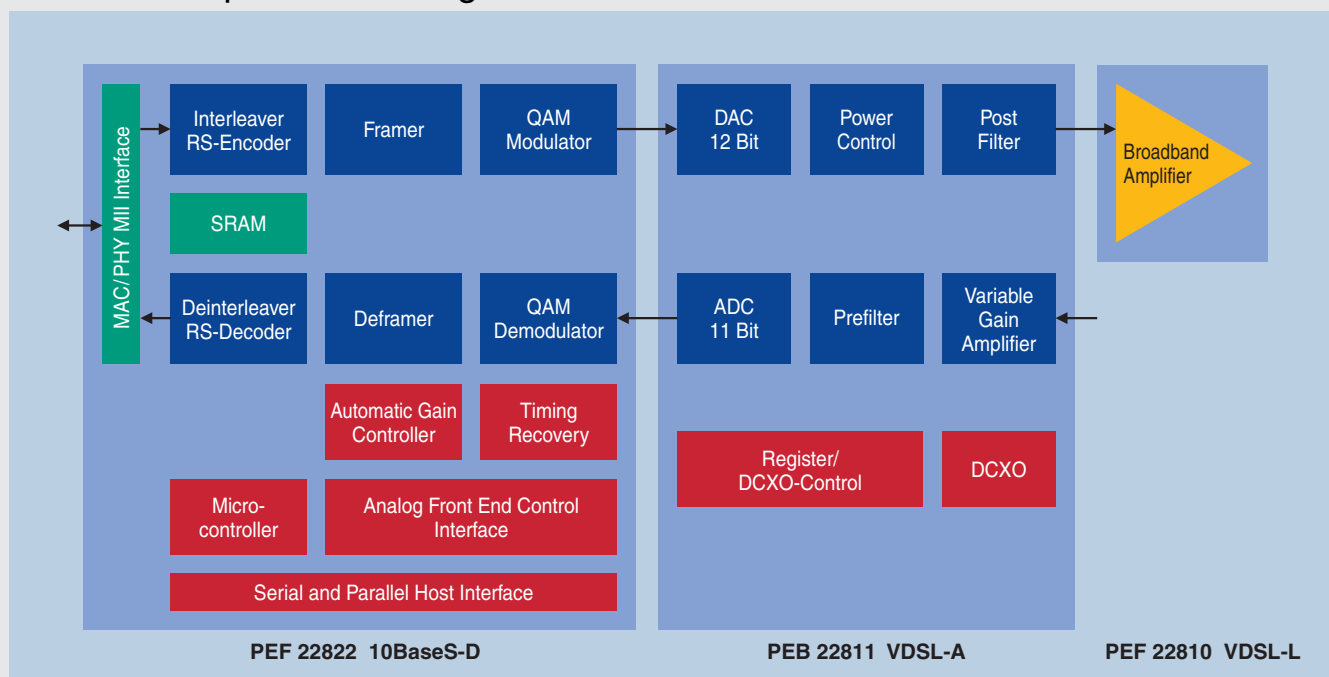 MAC/PHY MII Interface
Interleaver
RS-Encoder
Framer
QAM
Modulator
DAC
12 Bit
Power
Control
Post
Filter
Broadband
Amplifier
SRAM
Deinterleaver
RS-Decoder
Deframer
QAM
Demodulator
ADC
11 Bit
Prefilter
Variable
Gain
Amplifier
Automatic Gain
Controller
Timing
Recovery
Register/
DCXO-Control
DCXO
Micro-
controller
Analog Front End Control
Interface
Serial and Parallel Host Interface
PEF 22822 10BaseS-D
PEB 22811 VDSL-A
PEF 22810 VDSL-L